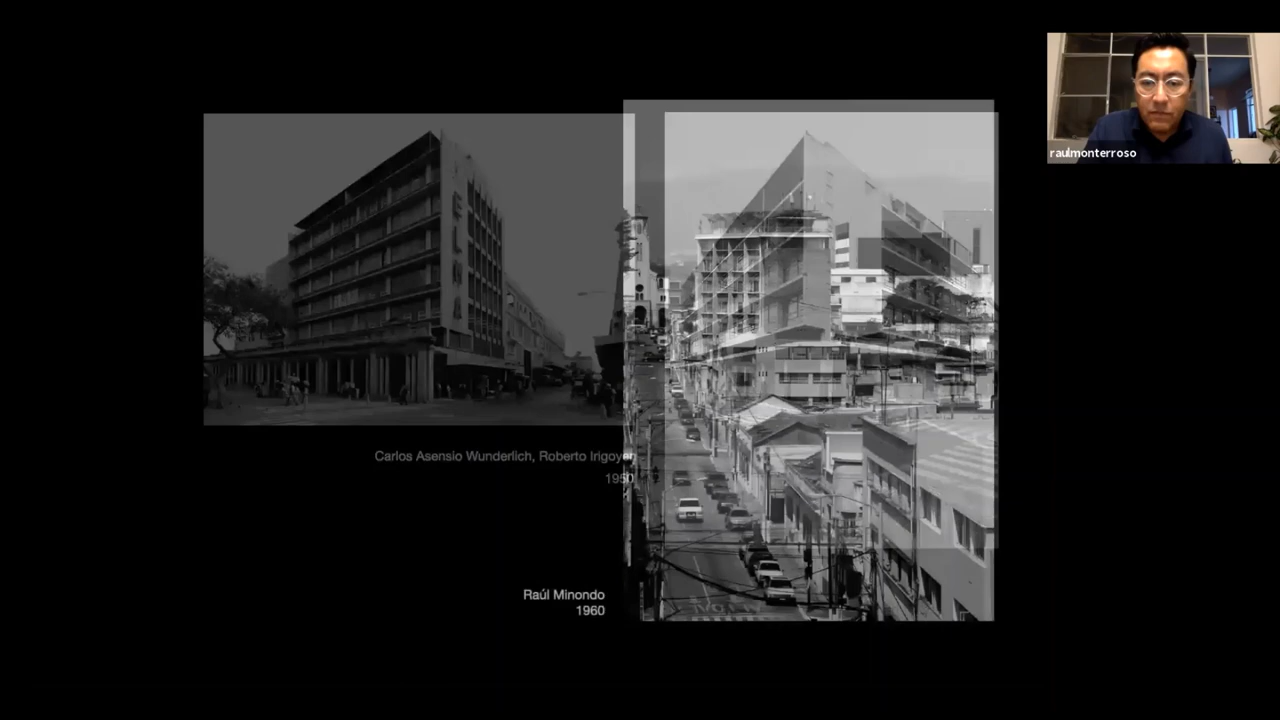 raulmonterroso
ELMA
Carlos Asensio Wunderlich, Roberto Irigoyen
1950
Raúl Minondo
1960